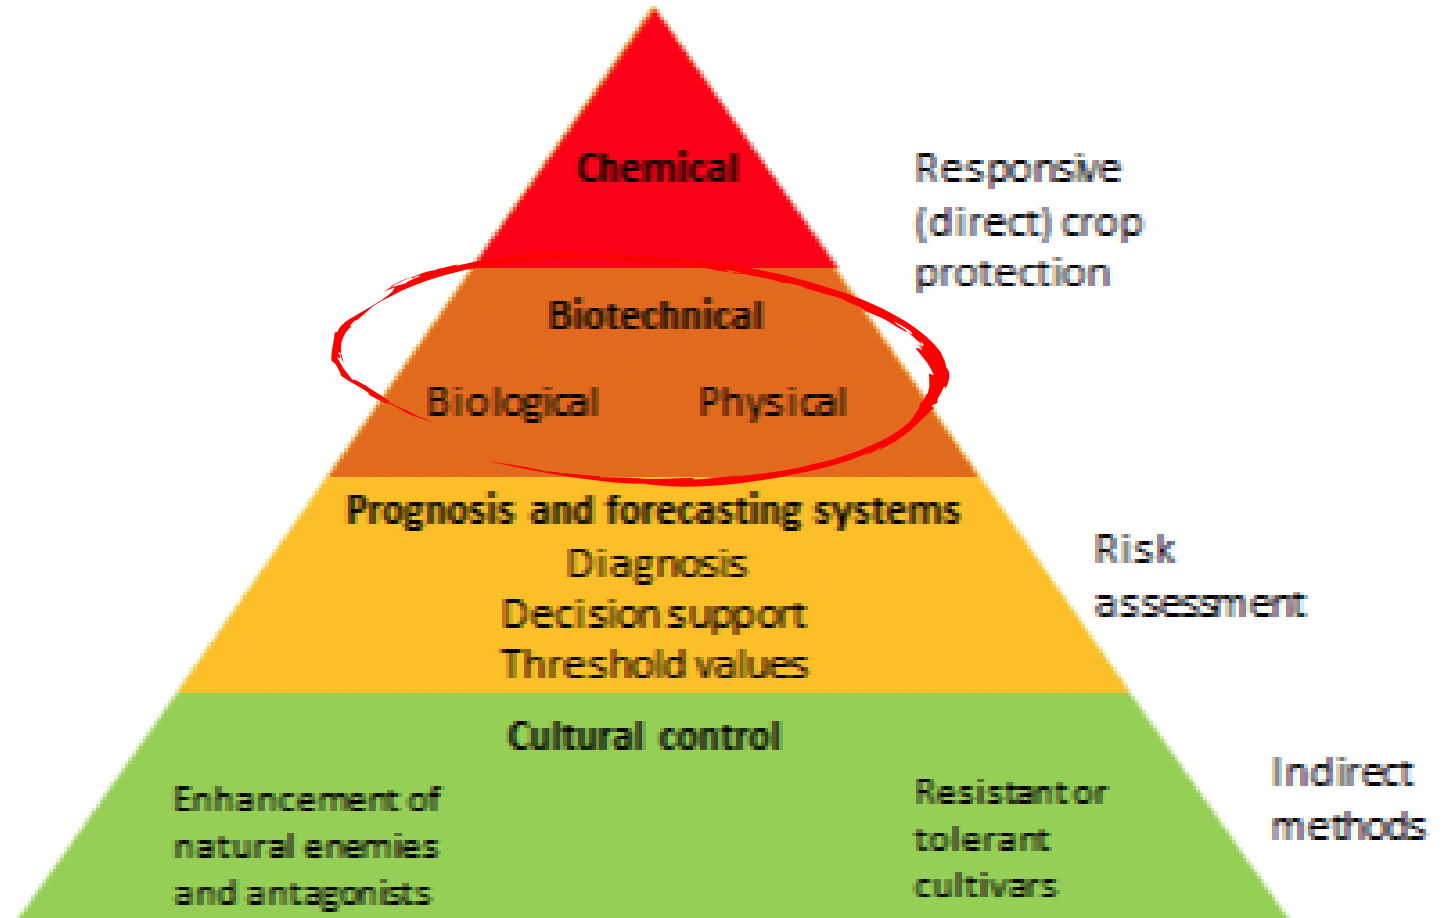 Chemical
Responsive
(direct) crop
protection
Biotechnical
Biological Physical
Prognosis and forecasting systems
Diagnosis
Decision support
Threshold values
Risk
assessment
Cultural control
Enhancement of
natural enemies
and antagonists
Resistant or
tolerant
cultivars
Indirect
methods